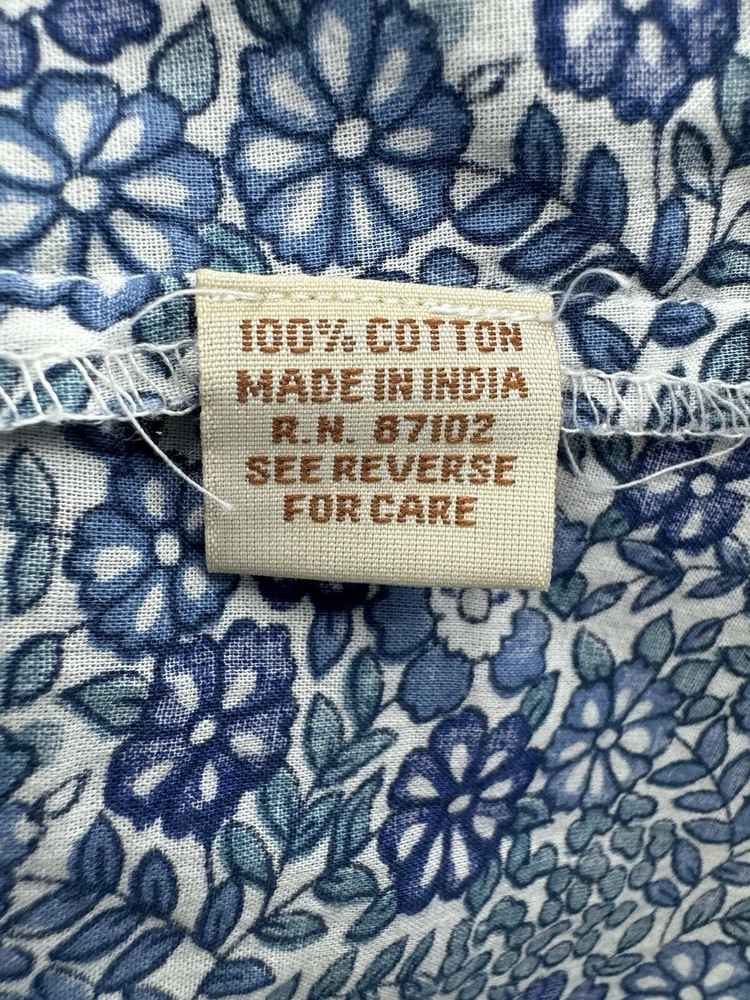 100% COTTON
MADE IN INDIA
R.N. 87102
SEE REVERSE
FOR CARE